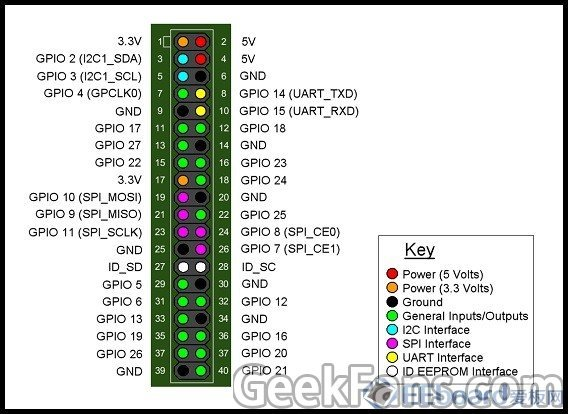 3.3V 1 2 5V
GPIO 2 (I2C1_SDA) 3 4 5V
GPIO 3 (I2C1_SCL) 5 6 GND
GPIO 4 (GPCLK0) 7 8 GPIO 14 (UART_TXD)
GND 9 10 GPIO 15 (UART_RXD)
GPIO 17 11 12 GPIO 18
GPIO 27 13 14 GND
GPIO 22 15 16 GPIO 23
3.3V 17 18 GPIO 24
GPIO 10 (SPI_MOSI) 19 20 GND
GPIO 9 (SPI_MISO) 21 22 GPIO 25
GPIO 11 (SPI_SCLK) 23 24 GPIO 8 (SPI_CE0)
GND 25 26 GPIO 7 (SPI_CE1)
ID_SD 27 28 ID_SC
GPIO 5 29 30 GND
GPIO 6 31 32 GPIO 12
GPIO 13 33 34 GND
GPIO 19 35 36 GPIO 16
GPIO 26 37 37 GPIO 20
GND 39 40 GPIO 21
Key
Power (5 Volts)
Power (3.3 Volts)
Ground
General Inputs/Outputs
I2C Interface
SPI Interface
UART Interface
ID EEPROM Interface
GeekFans.com